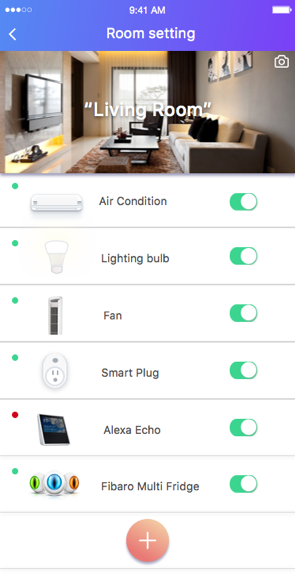 9:41 AM
Room setting
“Living Room”
Air Condition
Lighting bulb
Fan
Smart Plug
Alexa Echo
Fibaro Multi Fridge